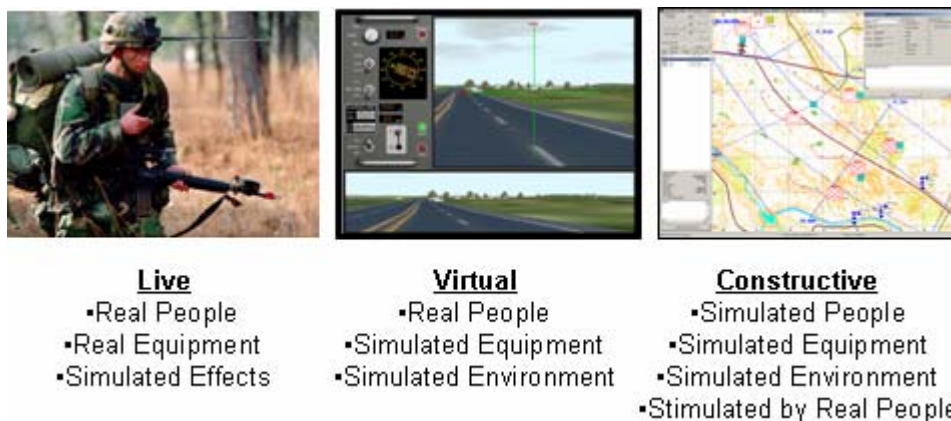 Live
▪Real People
▪Real Equipment
▪Simulated Effects
Virtual
▪Real People
▪Simulated Equipment
▪Simulated Environment
Constructive
▪Simulated People
▪Simulated Equipment
▪Simulated Environment
▪Stimulated by Real People